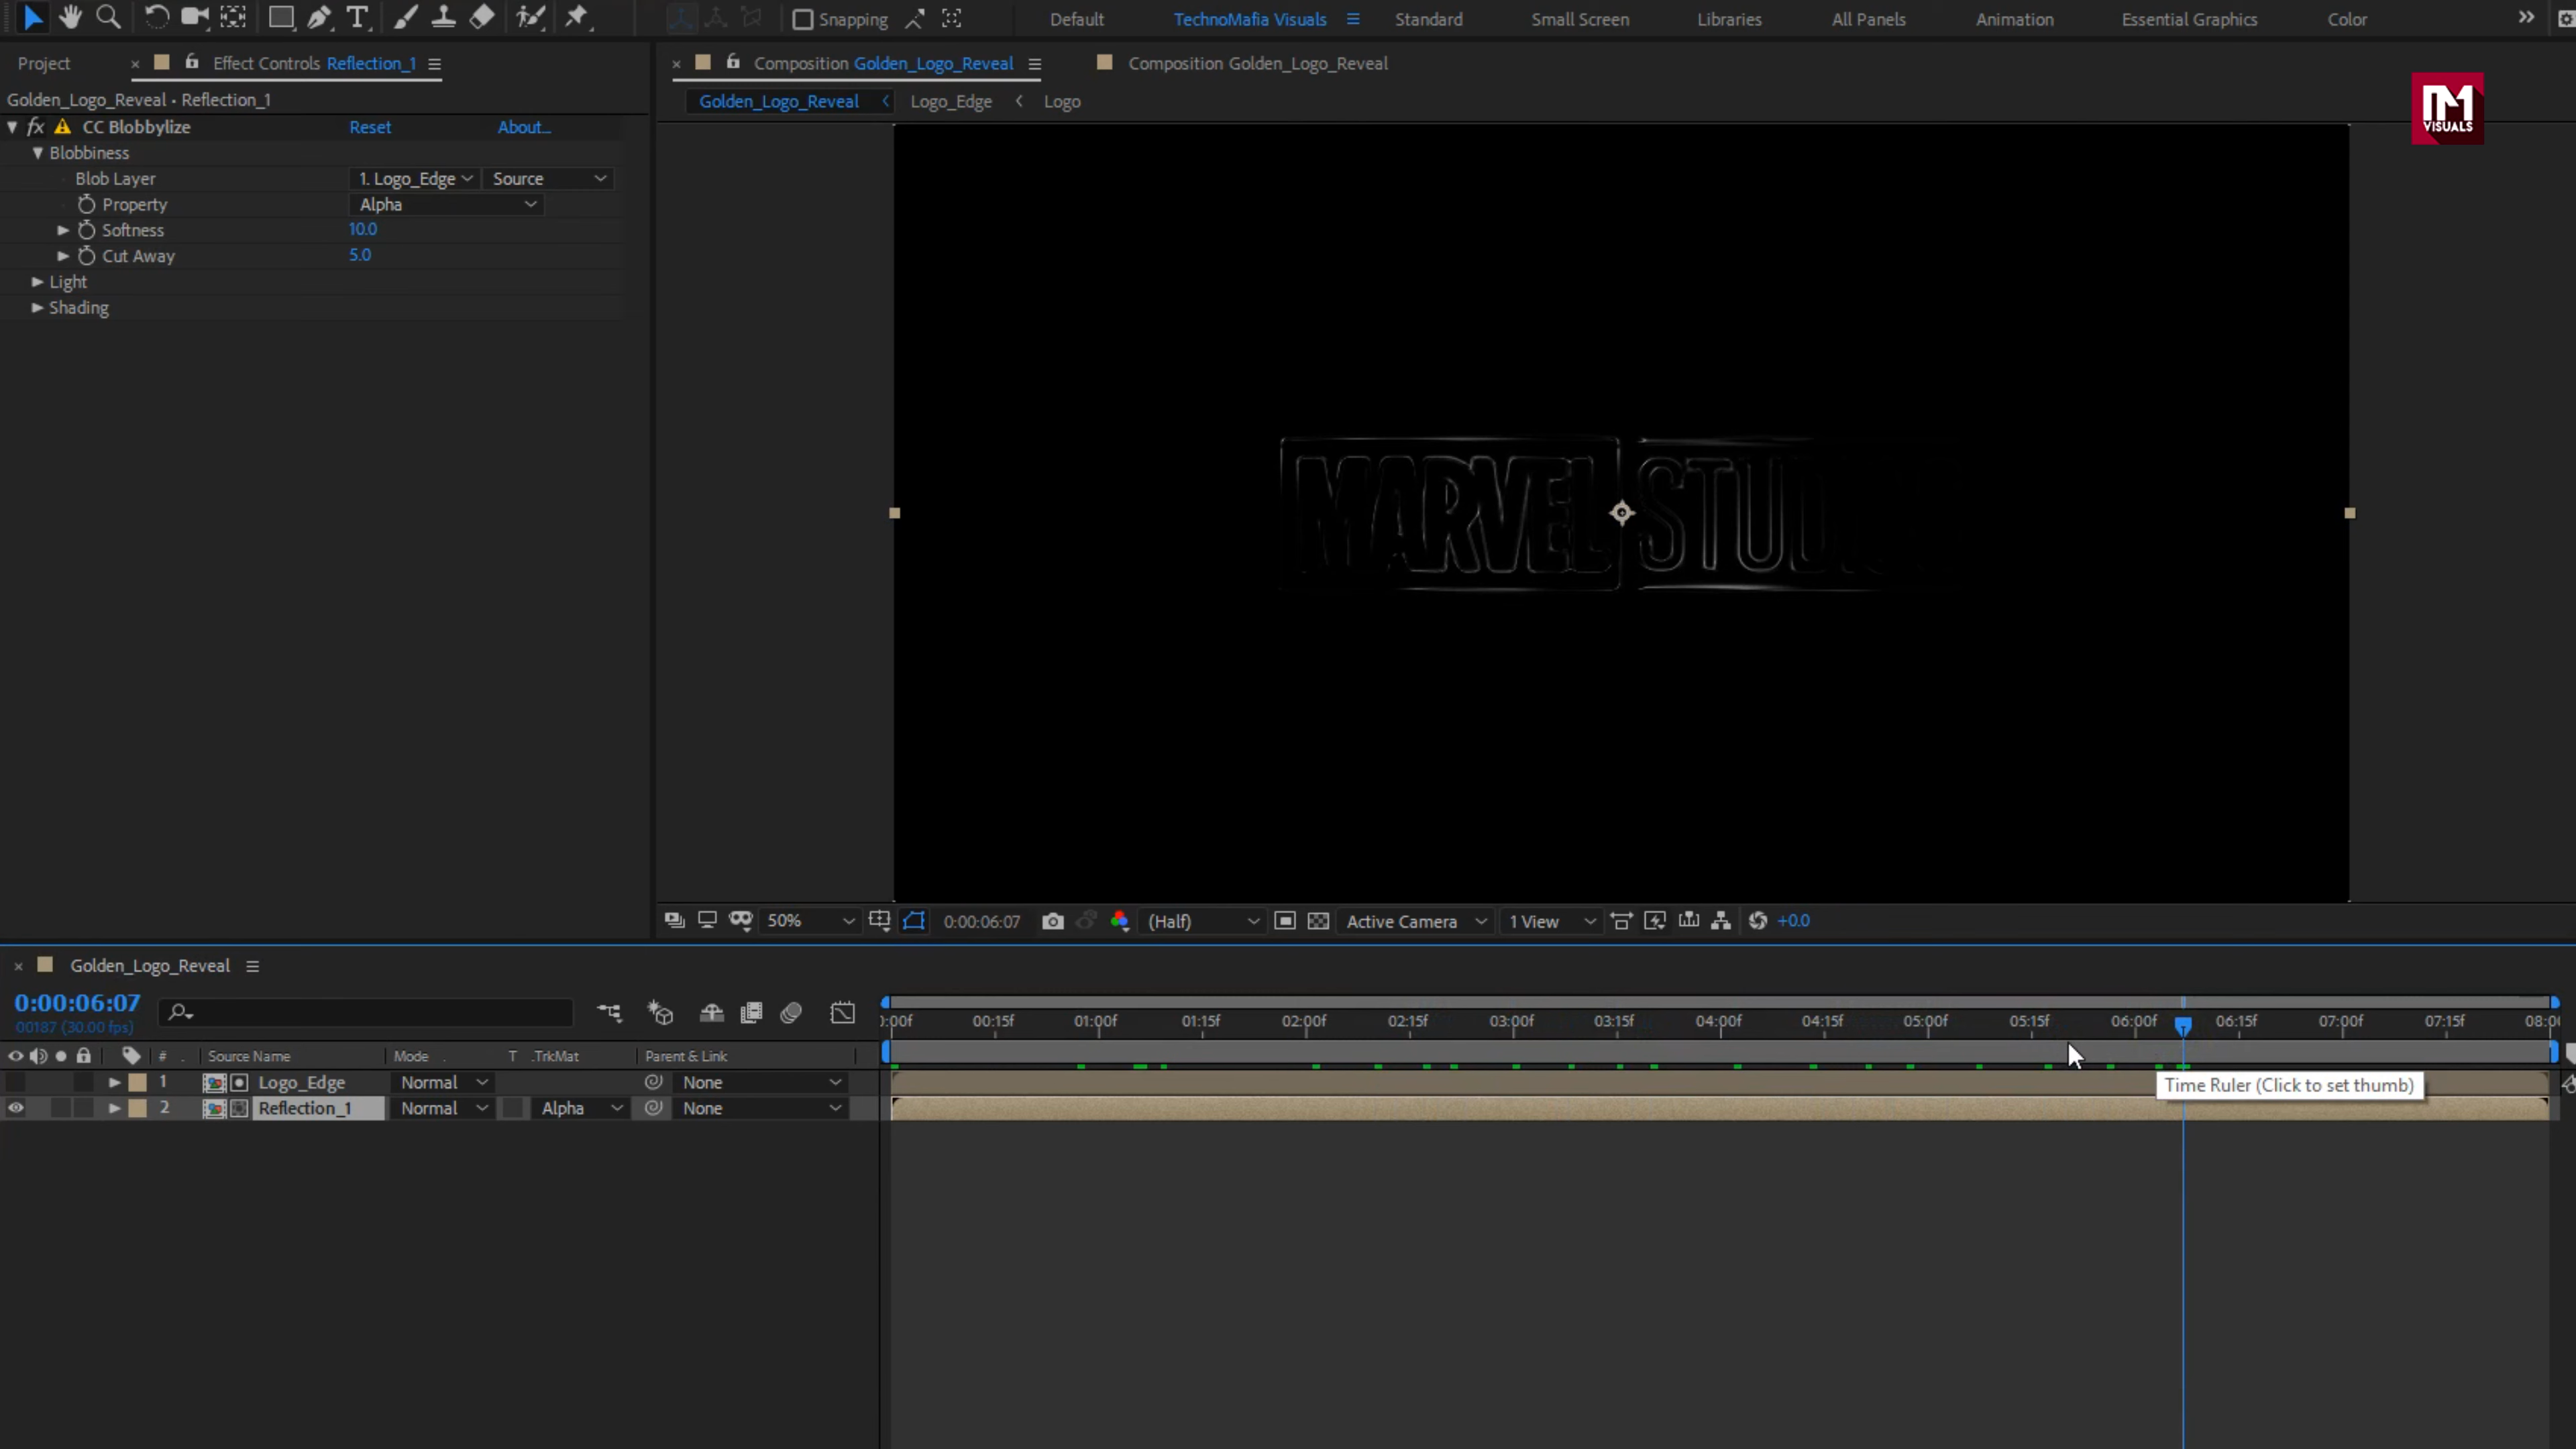 Snapping
Default
TechnoMafia Visuals
Standard
Small Screen
Libraries
All Panels
Animation
Essential Graphics
Color
Project
Effect Controls Reflection_1
Composition Golden_Logo_Reveal
Composition Golden_Logo_Reveal
Golden_Logo_Reveal • Reflection_1
Golden_Logo_Reveal
Logo_Edge
Logo
VISUALS
fx CC Blobbylize Reset About...
Blobbiness
Blob Layer 1. Logo_Edge Source
Property Alpha
Softness 10.0
Cut Away 5.0
Light
Shading
MARVEL STUD
50%
0:00:06:07
(Half)
Active Camera
1 View
+0.0
Golden_Logo_Reveal
0:00:06:07
00187 (30.00 fps)
:00f 00:15f 01:00f 01:15f 02:00f 02:15f 03:00f 03:15f 04:00f 04:15f 05:00f 05:15f 06:00f 06:15f 07:00f 07:15f 08:0
# Source Name Mode T .TrkMat Parent & Link
1 Logo_Edge Normal None
Time Ruler (Click to set thumb)
2 Reflection_1 Normal Alpha None